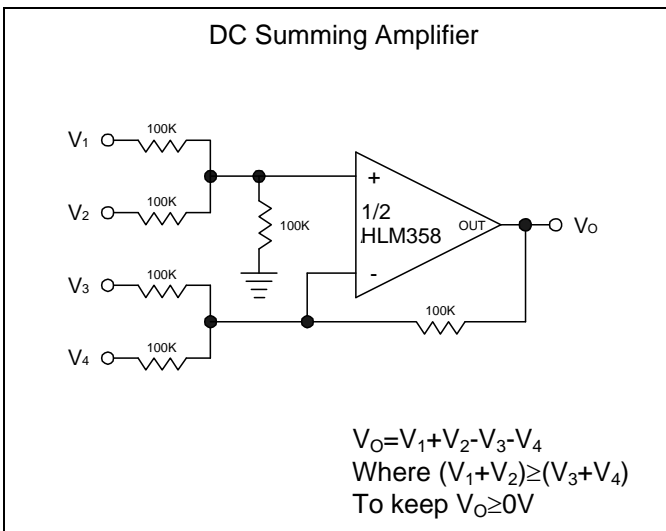 DC Summing Amplifier
V1
100K
V2
100K
100K
+
1/2
.HLM358
OUT
-
VO
V3
100K
V4
100K
100K
VO=V1+V2-V3-V4
Where (V1+V2)≥(V3+V4)
To keep VO≥0V